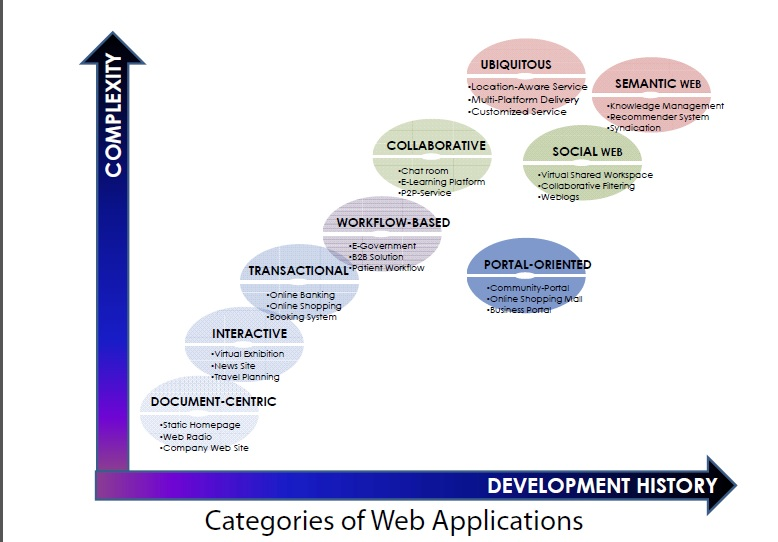 COMPLEXITY
UBIQUITOUS
•Location-Aware Service
•Multi-Platform Delivery
•Customized Service
SEMANTIC WEB
•Knowledge Management
•Recommender System
•Syndication
COLLABORATIVE
•Chat room
•E-Learning Platform
•P2P-Service
SOCIAL WEB
•Virtual Shared Workspace
•Collaborative Filtering
•Weblogs
WORKFLOW-BASED
•E-Government
•B2B Solution
•Patient Workflow
PORTAL-ORIENTED
•Community-Portal
•Online Shopping Mall
•Business Portal
TRANSACTIONAL
•Online Banking
•Online Shopping
•Booking System
INTERACTIVE
•Virtual Exhibition
•News Site
•Travel Planning
DOCUMENT-CENTRIC
•Static Homepage
•Web Radio
•Company Web Site
DEVELOPMENT HISTORY
Categories of Web Applications